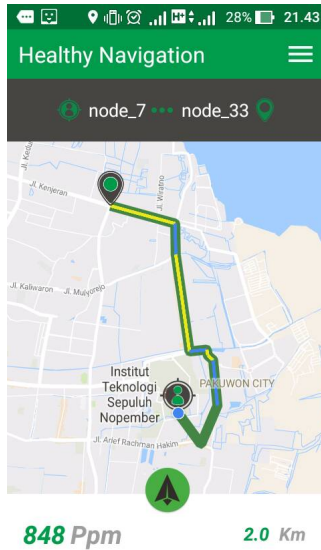 28% 21.43
Healthy Navigation
node_7 ••• node_33
Jl. Kenjeran
Jl. Wiratno
Jl. Kaliwaron
Jl. Mulyorejo
Institut
Teknologi
Sepuluh
Nopember
PAKUWON CITY
Jl. Arief Rachman Hakim
848 Ppm
2.0 Km